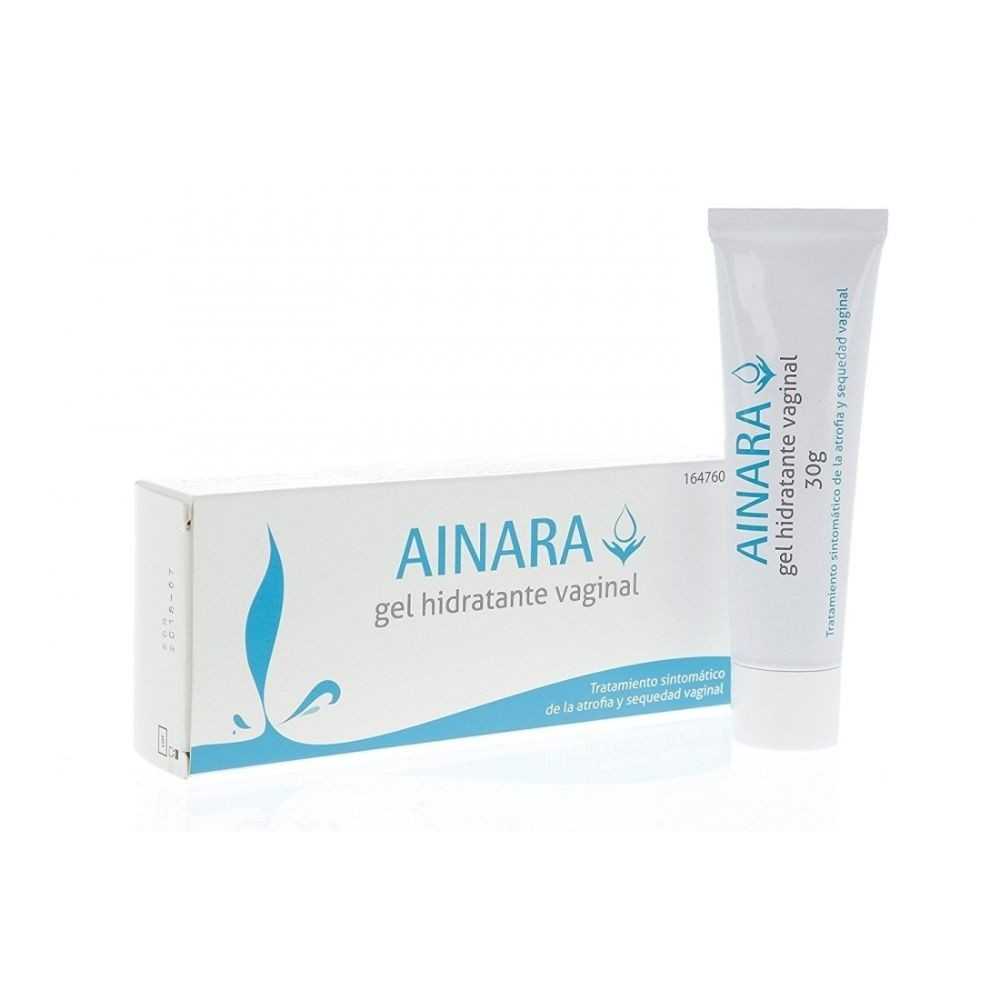 164760
AINARA
gel hidratante vaginal
Tratamiento sintomático
de la atrofia y sequedad vaginal
AINARA
gel hidratante vaginal
30g
Tratamiento sintomático de la atrofia y sequedad vaginal